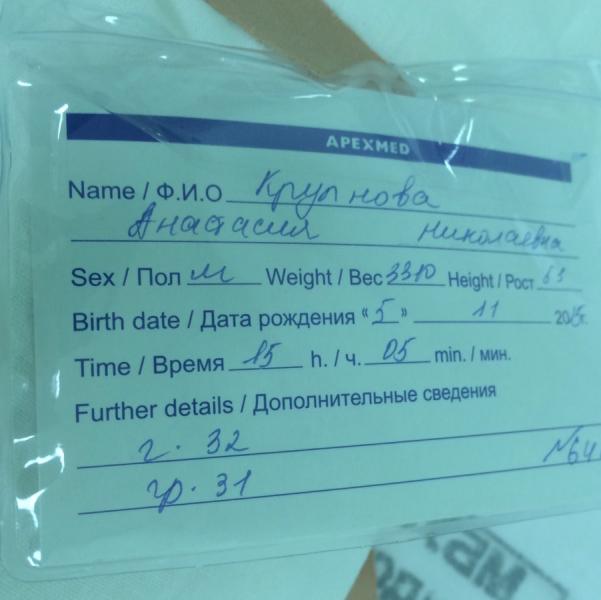 APEXMED
Name / Ф.И.О Крупнова
Анастасия Николаевна
Sex / Пол м Weight / Вес 3310 Height / Рост 53
Birth date / Дата рождения "5" 11 2015г.
Time / Время 15 h. / ч. 05 min. / мин.
Further details / Дополнительные сведения
г. 32
гр. 31 №64